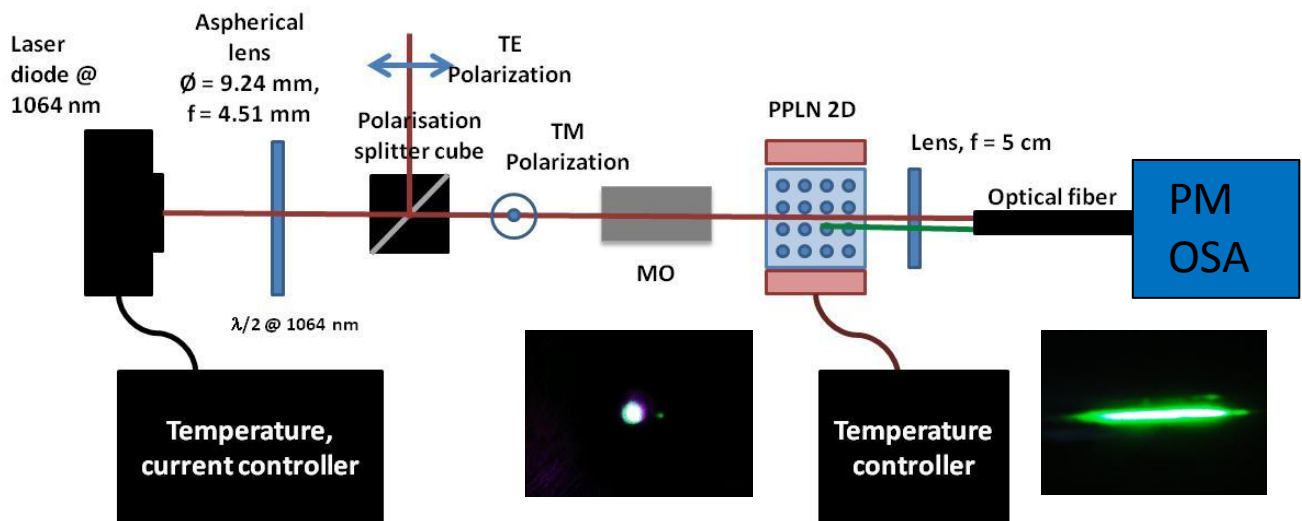 Laser
diode @
1064 nm
Aspherical
lens
Ø = 9.24 mm,
f = 4.51 mm
TE
Polarization
Polarisation
splitter cube
TM
Polarization
PPLN 2D
Lens, f = 5 cm
Optical fiber
PM
OSA
MO
λ/2 @ 1064 nm
Temperature,
current controller
Temperature
controller